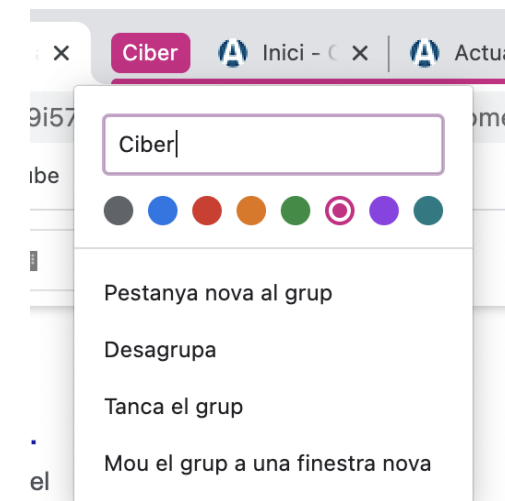 Ciber
Inici -
Actua
9i57
ome
Ciber
ube
Pestanya nova al grup
Desagrupa
Tanca el grup
el
Mou el grup a una finestra nova